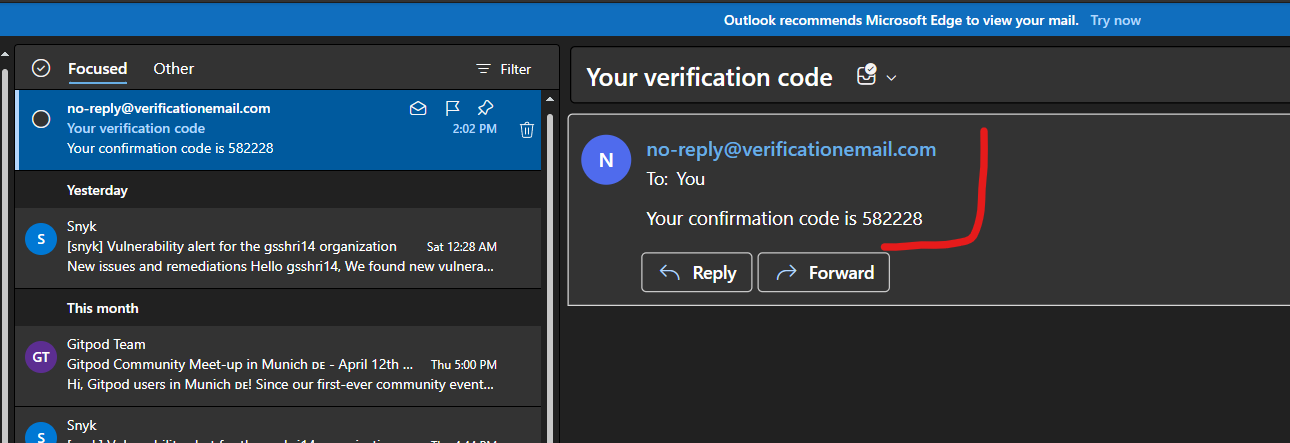 Outlook recommends Microsoft Edge to view your mail. Try now
Focused Other Filter
no-reply@verificationemail.com
Your verification code 2:02 PM
Your confirmation code is 582228
Yesterday
S
Snyk
[snyk] Vulnerability alert for the gsshri14 organization Sat 12:28 AM
New issues and remediations Hello gsshri14, We found new vulnera...
This month
GT
Gitpod Team
Gitpod Community Meet-up in Munich ᴅᴇ - April 12th ... Thu 5:00 PM
Hi, Gitpod users in Munich ᴅᴇ! Since our first-ever community event...
S
Snyk
Your verification code
N
no-reply@verificationemail.com
To: You
Your confirmation code is 582228
Reply Forward